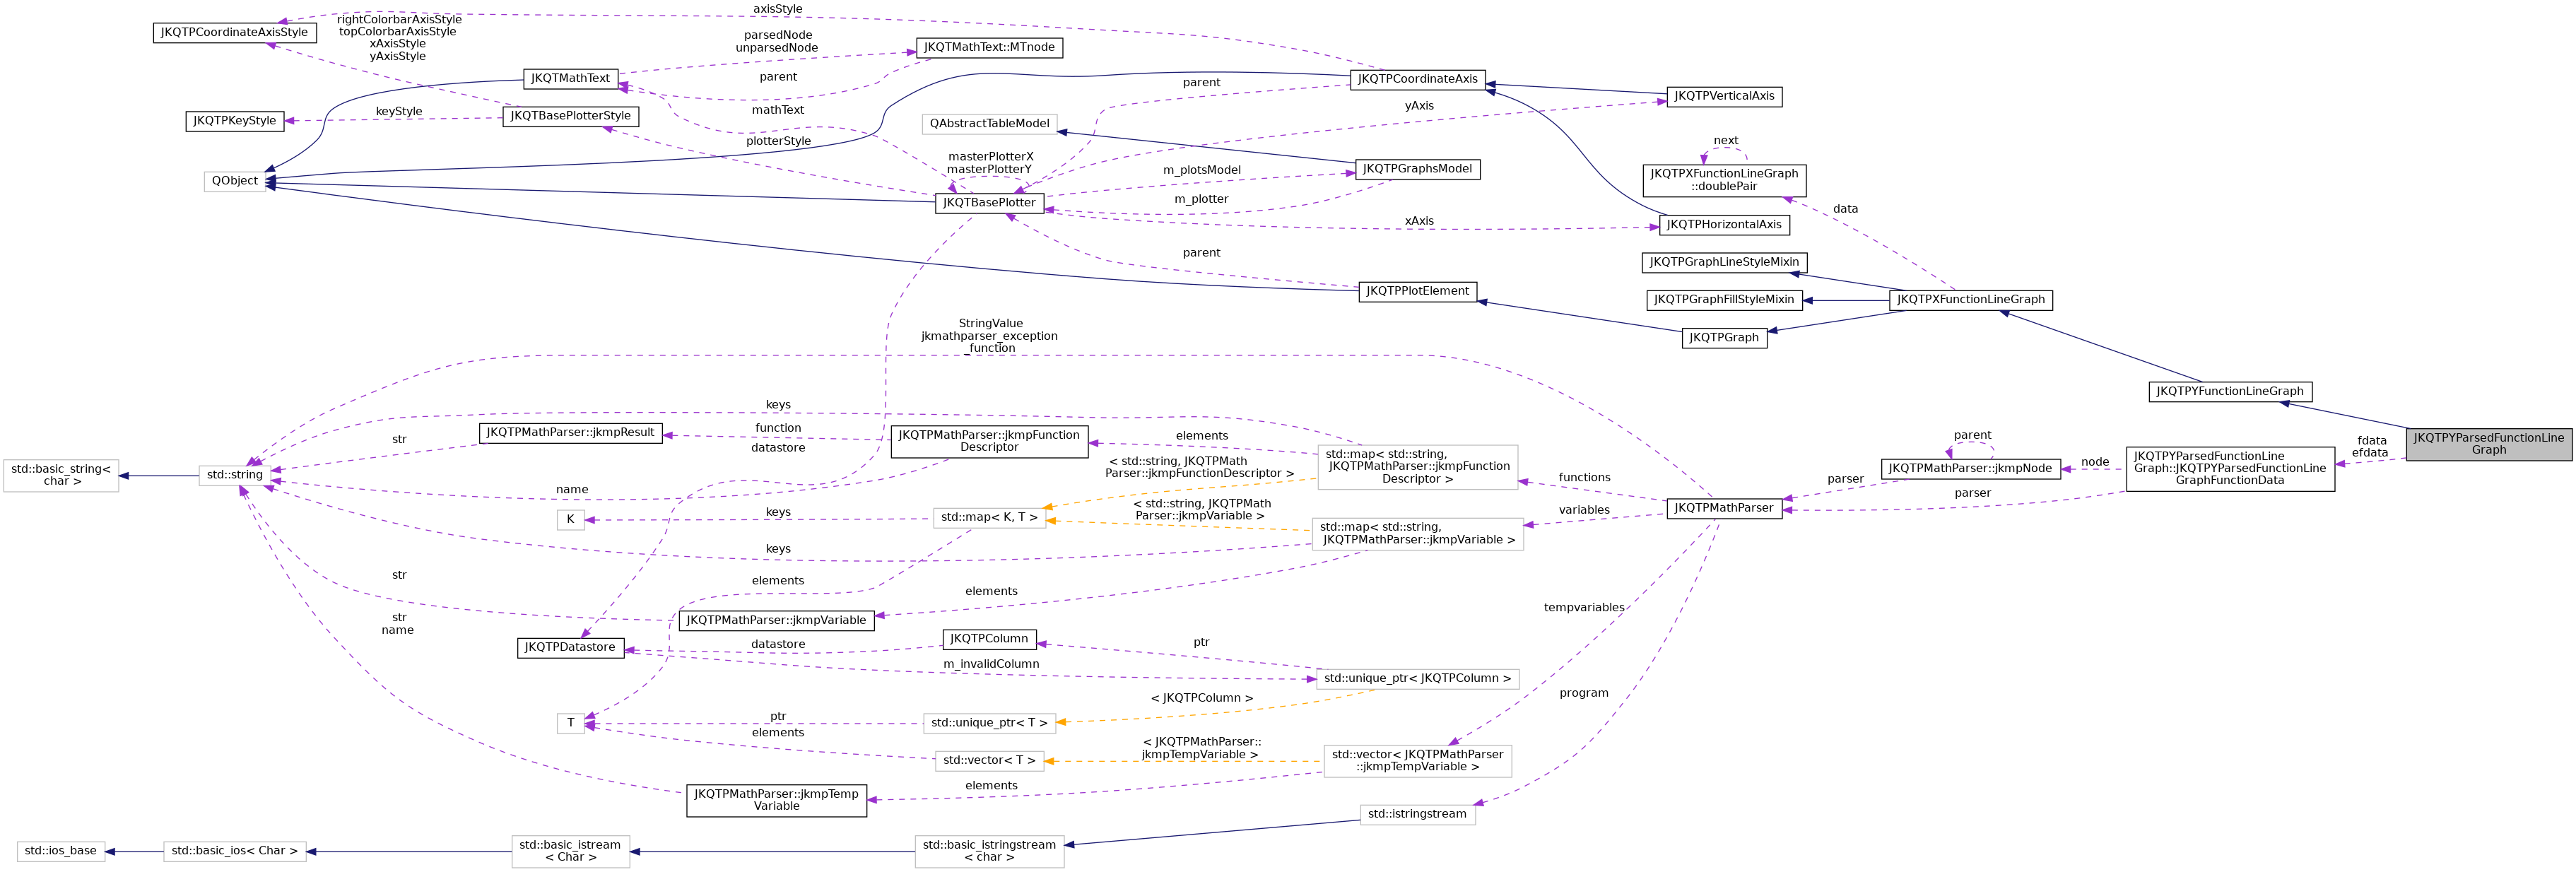 axisStyle
rightColorbarAxisStyle
topColorbarAxisStyle
xAxisStyle
yAxisStyle
JKQTPCoordinateAxisStyle
parsedNode
unparsedNode
JKQTMathText::MTnode
JKQTMathText
parent
JKQTPCoordinateAxis
parent
JKQTPVerticalAxis
yAxis
JKQTPKeyStyle
keyStyle
JKQTBasePlotterStyle
mathText
QAbstractTableModel
plotterStyle
next
masterPlotterX
masterPlotterY
m_plotsModel
JKQTPGraphsModel
JKQTPXFunctionLineGraph
::doublePair
QObject
JKQTBasePlotter
m_plotter
data
xAxis
JKQTPHorizontalAxis
parent
JKQTPGraphLineStyleMixin
JKQTPPlotElement
JKQTPGraphFillStyleMixin
JKQTPXFunctionLineGraph
StringValue
jkmathparser_exception
_function
JKQTPGraph
JKQTPYFunctionLineGraph
keys
JKQTPMathParser::jkmpResult
function
JKQTPMathParser::jkmpFunction
Descriptor
elements
parent
fdata
efdata
JKQTPYParsedFunctionLine
Graph
str
datastore
std::map< std::string,
JKQTPMathParser::jkmpFunction
Descriptor >
JKQTPYParsedFunctionLine
Graph::JKQTPYParsedFunctionLine
GraphFunctionData
< std::string, JKQTPMath
Parser::jkmpFunctionDescriptor >
node
JKQTPMathParser::jkmpNode
std::basic_string<
char >
std::string
functions
parser
name
parser
JKQTPMathParser
< std::string, JKQTPMath
Parser::jkmpVariable >
variables
K
keys
std::map< K, T >
std::map< std::string,
JKQTPMathParser::jkmpVariable >
keys
str
elements
elements
tempvariables
str
name
JKQTPMathParser::jkmpVariable
JKQTPDatastore
datastore
JKQTPColumn
ptr
m_invalidColumn
std::unique_ptr< JKQTPColumn >
program
< JKQTPColumn >
T
ptr
std::unique_ptr< T >
elements
std::vector< T >
< JKQTPMathParser::
jkmpTempVariable >
std::vector< JKQTPMathParser
::jkmpTempVariable >
elements
JKQTPMathParser::jkmpTemp
Variable
std::istringstream
std::ios_base
std::basic_ios< Char >
std::basic_istream
< Char >
std::basic_istringstream
< char >